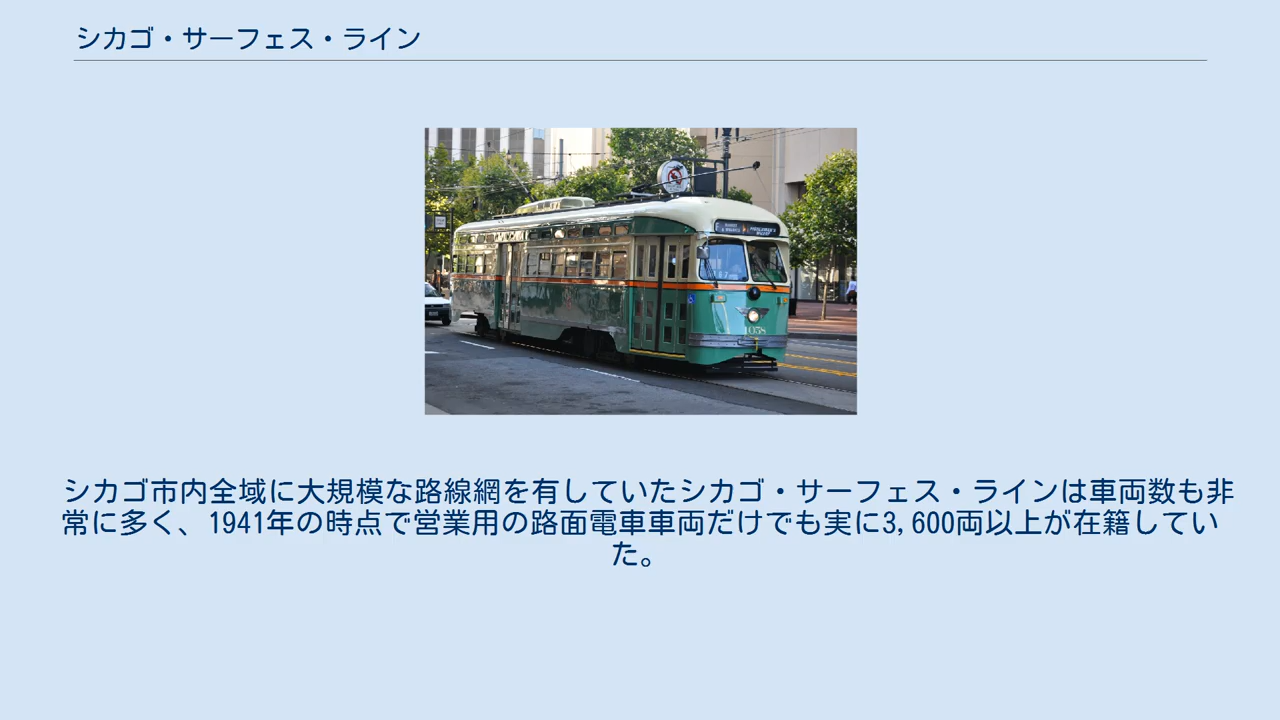 シカゴ・サーフェス・ライン
1058
シカゴ市内全域に大規模な路線網を有していたシカゴ・サーフェス・ラインは車両数も非
常に多く、1941年の時点で営業用の路面電車車両だけでも実に3,600両以上が在籍してい
た。